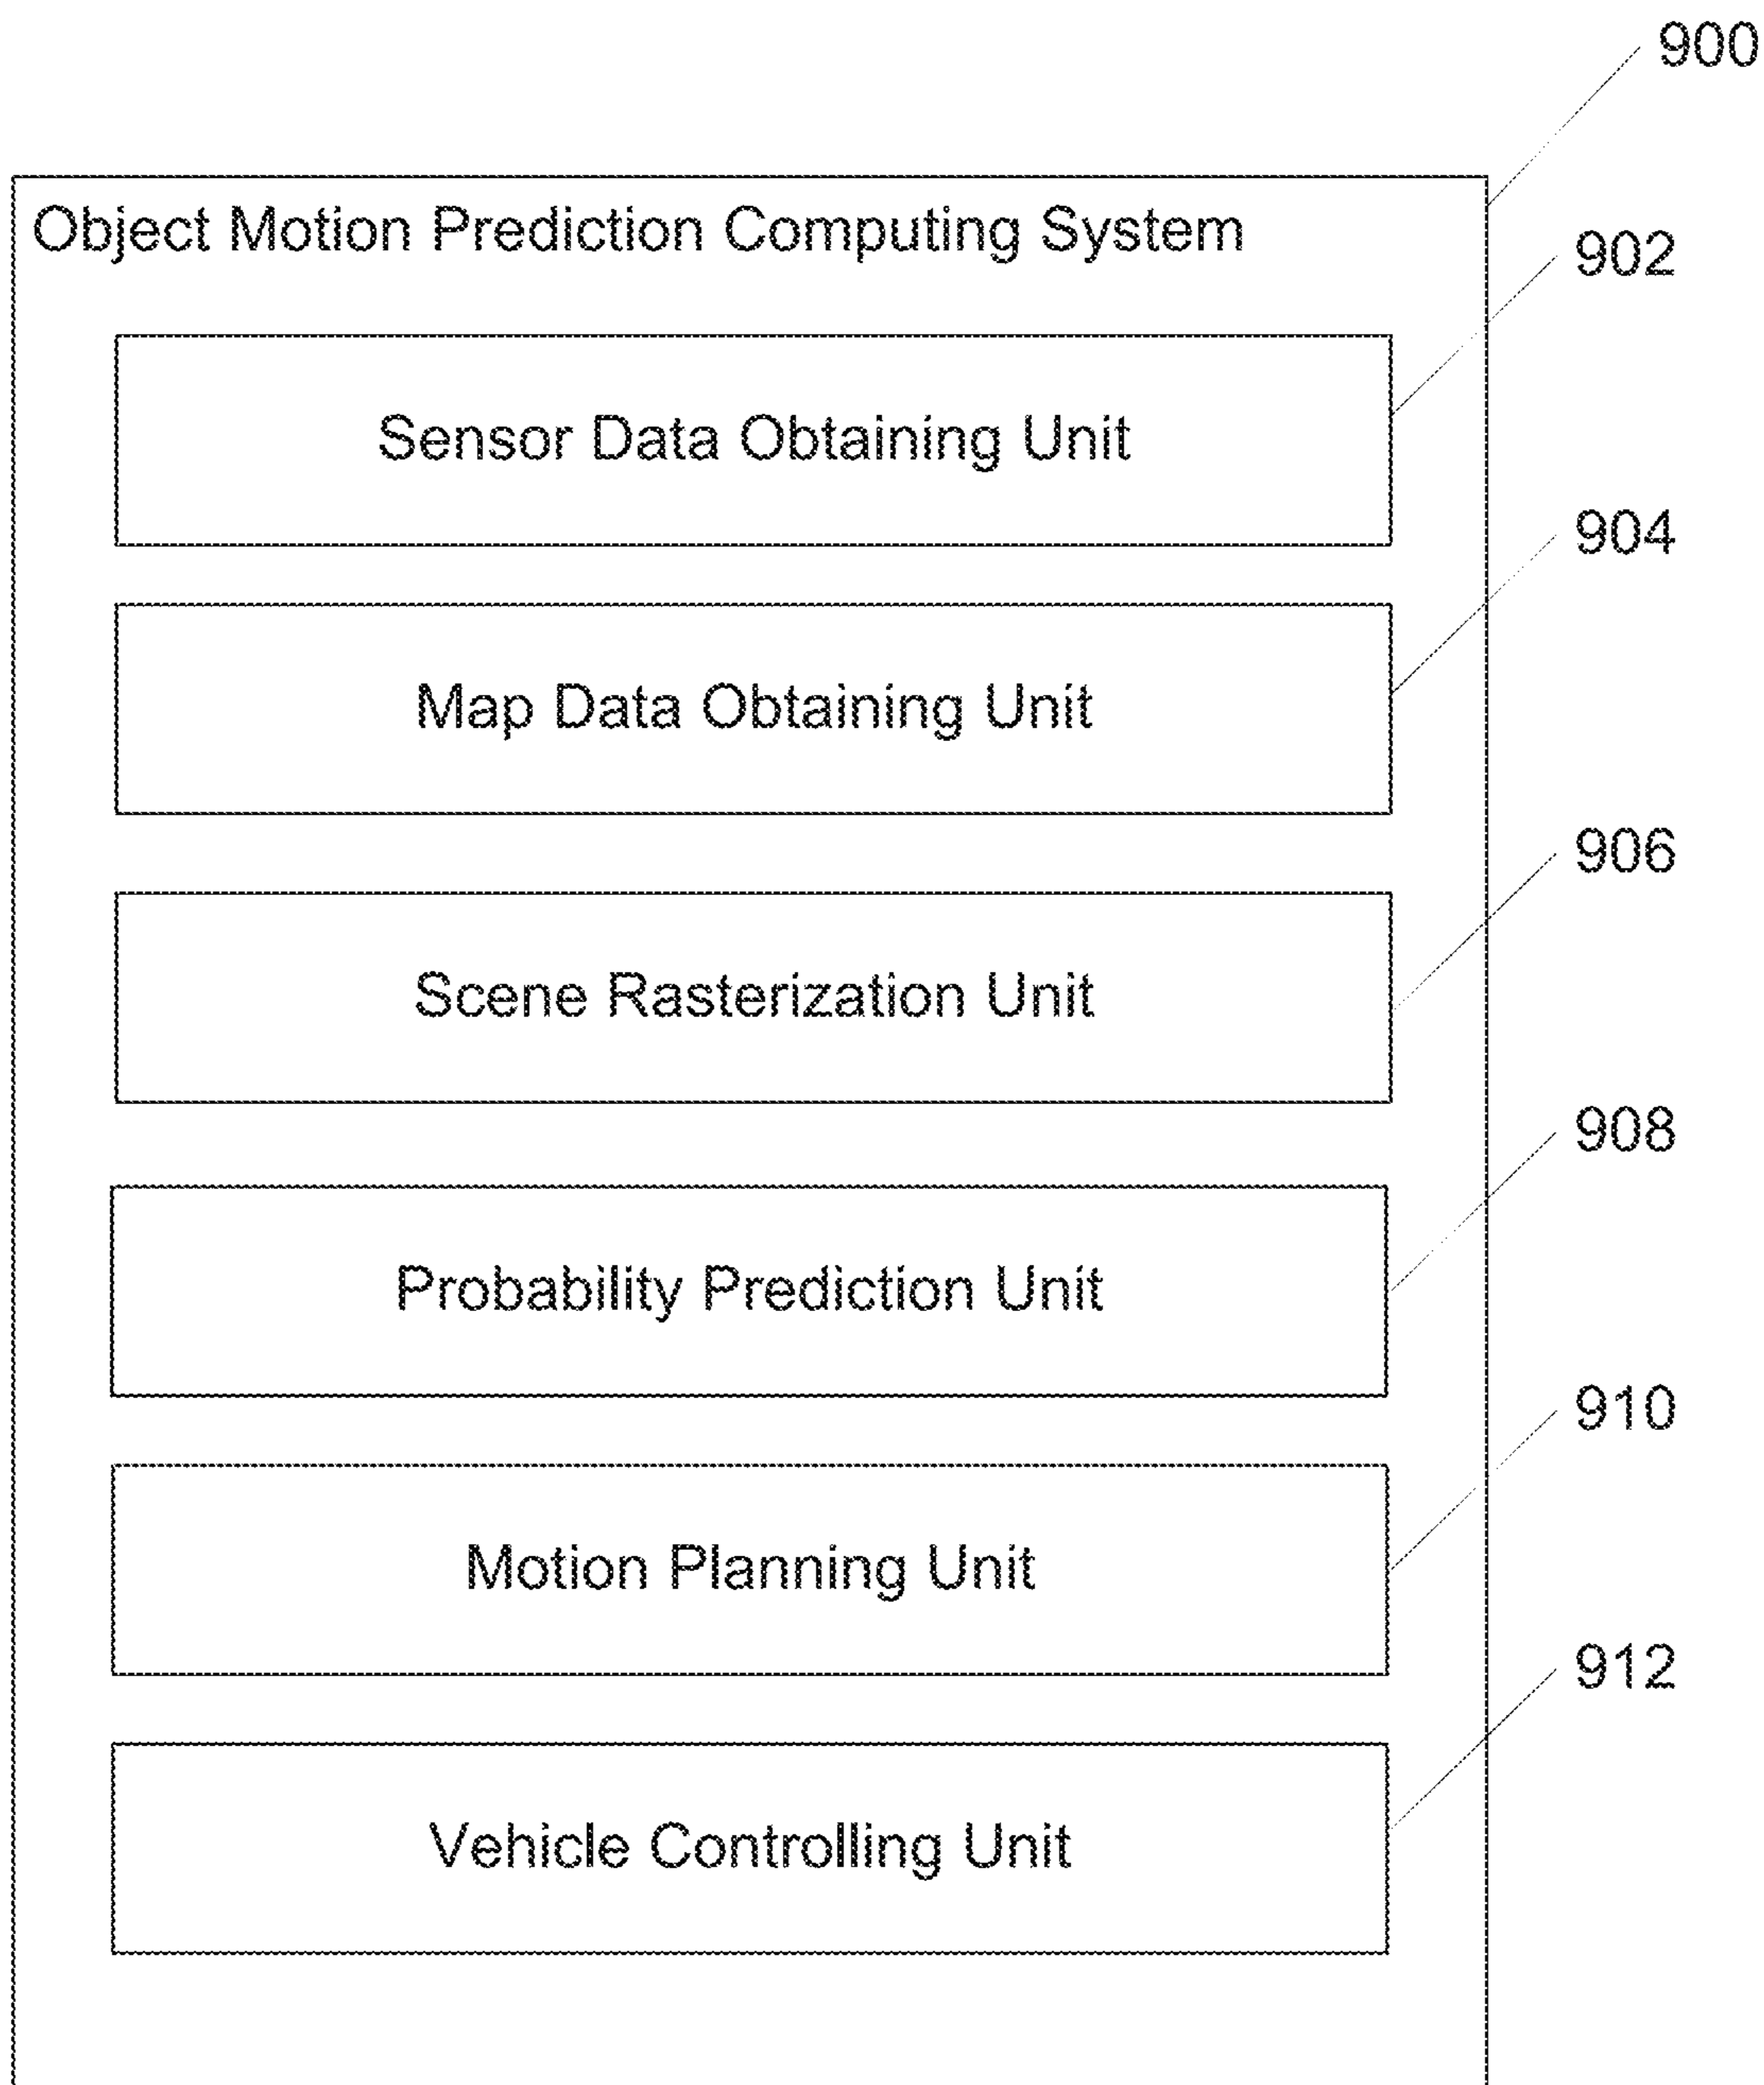 900
Object Motion Prediction Computing System
902
Sensor Data Obtaining Unit
904
Map Data Obtaining Unit
906
Scene Rasterization Unit
908
Probability Prediction Unit
910
Motion Planning Unit
912
Vehicle Controlling Unit